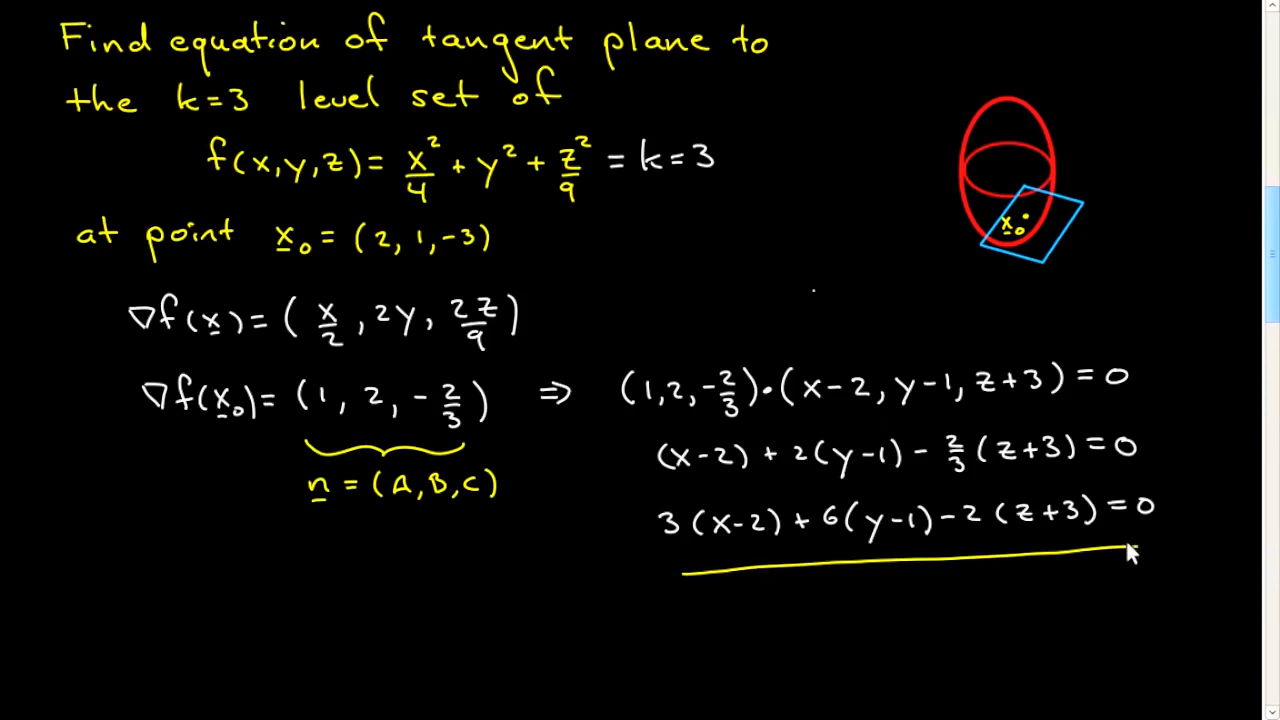 Find equation of tangent plane to
the k=3 level set of
f(x,y,z) = x²/4 + y² + z²/9 = k = 3
at point x₀ = (2, 1, -3)
x₀
∇f(x) = (x/2, 2y, 2z/9)
∇f(x₀) = (1, 2, -2/3) ⇒ (1,2,-2/3)•(x-2, y-1, z+3) = 0
(x-2) + 2(y-1) - 2/3(z+3) = 0
n = (A,B,C)
3(x-2) + 6(y-1) - 2(z+3) = 0